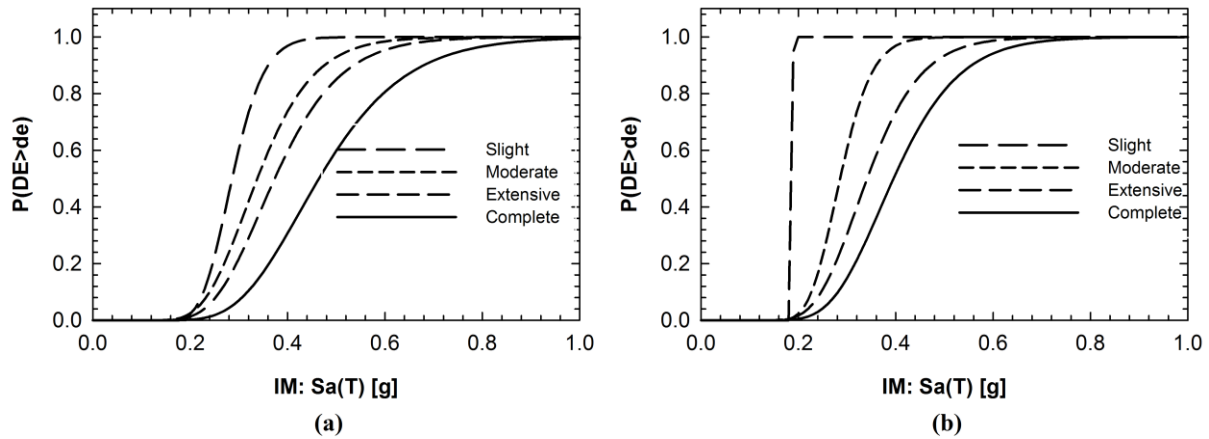 1.0
0.8
0.6
0.4
0.2
0.0
P(DE>de)
Slight
Moderate
Extensive
Complete
0.0 0.2 0.4 0.6 0.8 1.0
IM: Sa(T) [g]
(a)
1.0
0.8
0.6
0.4
0.2
0.0
P(DE>de)
Slight
Moderate
Extensive
Complete
0.0 0.2 0.4 0.6 0.8 1.0
IM: Sa(T) [g]
(b)